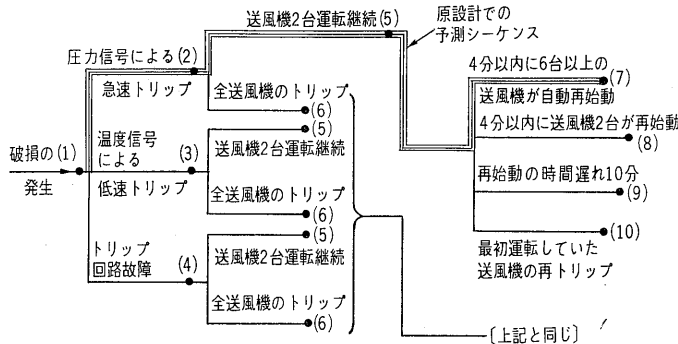 送風機2台運転継続(5)
原設計での
予測シーケンス
圧力信号による(2)
急速トリップ
4分以内に6台以上の
(7)
送風機が自動再始動
全送風機のトリップ
(6)
(5)
4分以内に送風機2台が再始動
(8)
破損の(1)
発生
温度信号
による
(3)
低速トリップ
送風機2台運転継続
全送風機のトリップ
(6)
再始動の時間遅れ10分
(9)
(5)
(10)
トリップ
回路故障
(4)
送風機2台運転継続
最初運転していた
送風機の再トリップ
全送風機のトリップ
(6)
〔上記と同じ〕